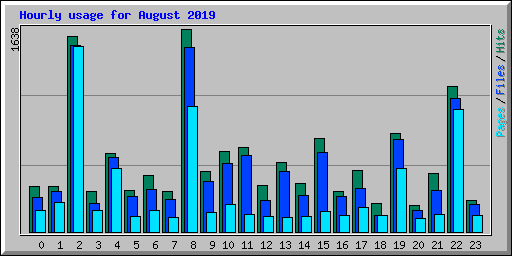 Hourly usage for August 2019
1638
Pages / Files / Hits
0 1 2 3 4 5 6 7 8 9 10 11 12 13 14 15 16 17 18 19 20 21 22 23